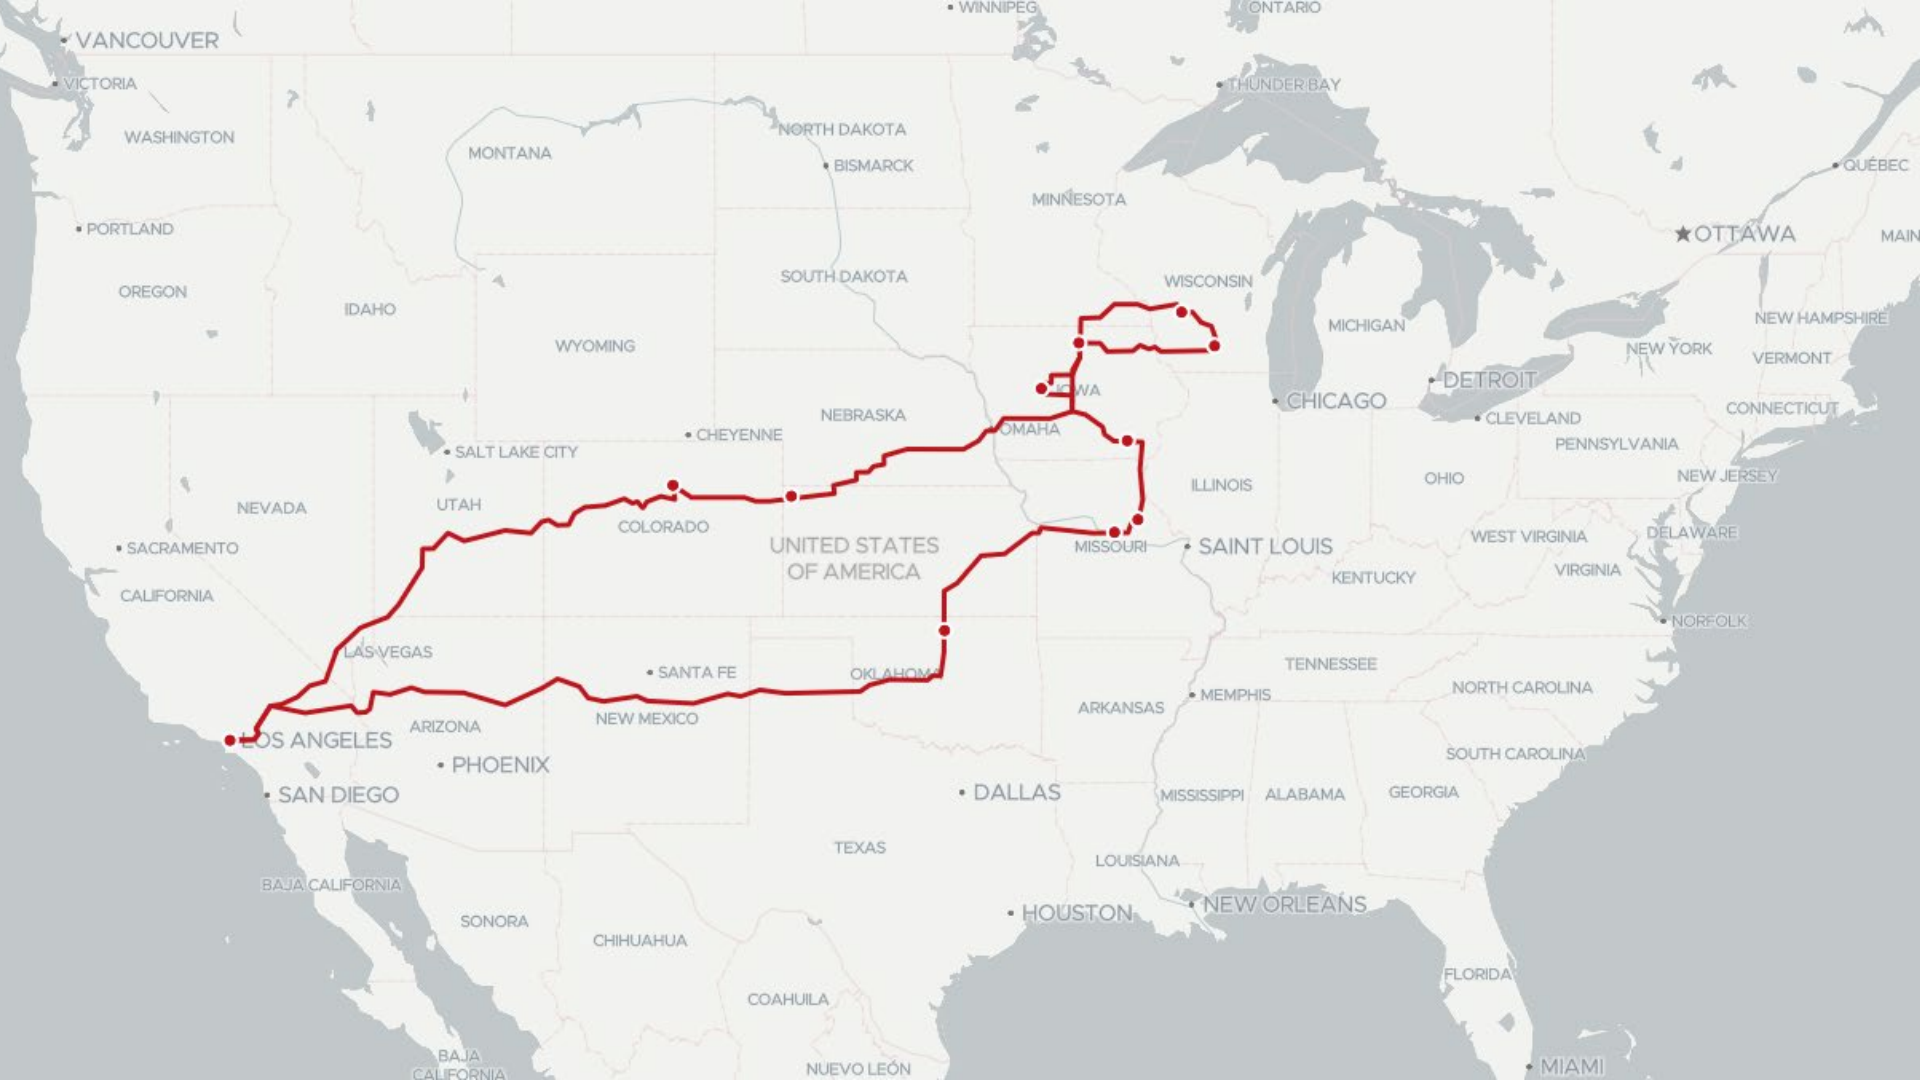 WINNIPEG
ONTARIO
VANCOUVER
VICTORIA
THUNDER BAY
WASHINGTON
NORTH DAKOTA
MONTANA
BISMARCK
QUÉBEC
MINNESOTA
PORTLAND
OTTAWA
MAIN
SOUTH DAKOTA
WISCONSIN
OREGON
IDAHO
NEW HAMPSHIRE
MICHIGAN
WYOMING
NEW YORK
VERMONT
DETROIT
IOWA
CHICAGO
CONNECTICUT
NEBRASKA
CLEVELAND
OMAHA
CHEYENNE
PENNSYLVANIA
SALT LAKE CITY
NEW JERSEY
OHIO
ILLINOIS
UTAH
NEVADA
COLORADO
DELAWARE
WEST VIRGINIA
UNITED STATES
OF AMERICA
MISSOURI
SAINT LOUIS
SACRAMENTO
VIRGINIA
KENTUCKY
CALIFORNIA
NORFOLK
LAS VEGAS
TENNESSEE
SANTA FE
OKLAHOMA
NORTH CAROLINA
MEMPHIS
ARKANSAS
NEW MEXICO
ARIZONA
LOS ANGELES
SOUTH CAROLINA
PHOENIX
SAN DIEGO
DALLAS
MISSISSIPPI
ALABAMA
GEORGIA
TEXAS
LOUISIANA
BAJA CALIFORNIA
NEW ORLEANS
HOUSTON
SONORA
CHIHUAHUA
FLORIDA
COAHUILA
BAJA
CALIFORNIA
NUEVO LEÓN
MIAMI